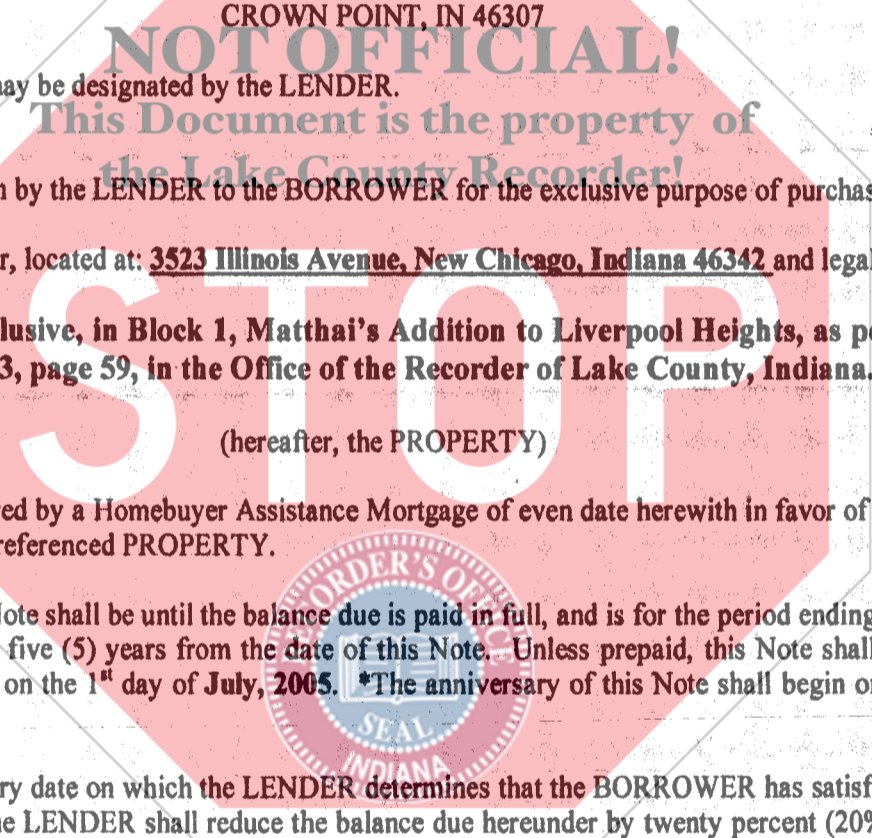 CROWN POINT, IN 46307
NOT OFFICIAL!
may be designated by the LENDER.
This Document is the property of
the Lake County Recorder!
by the LENDER to the BORROWER for the exclusive purpose of purchas
r, located at: 3523 Illinois Avenue, New Chicago, Indiana 46342 and legal
STOP
lusive, in Block 1, Matthai's Addition to Liverpool Heights, as pe
3, page 59, in the Office of the Recorder of Lake County, Indiana.
(hereafter, the PROPERTY)
ed by a Homebuyer Assistance Mortgage of even date herewith in favor of
referenced PROPERTY.
RECORDER'S OFFICE
Note shall be until the balance due is paid in full, and is for the period ending
five (5) years from the date of this Note. Unless prepaid, this Note shall
on the 1st day of July, 2005. *The anniversary of this Note shall begin on
SEAL
INDIANA
ry date on which the LENDER determines that the BORROWER has satisf
he LENDER shall reduce the balance due hereunder by twenty percent (20%